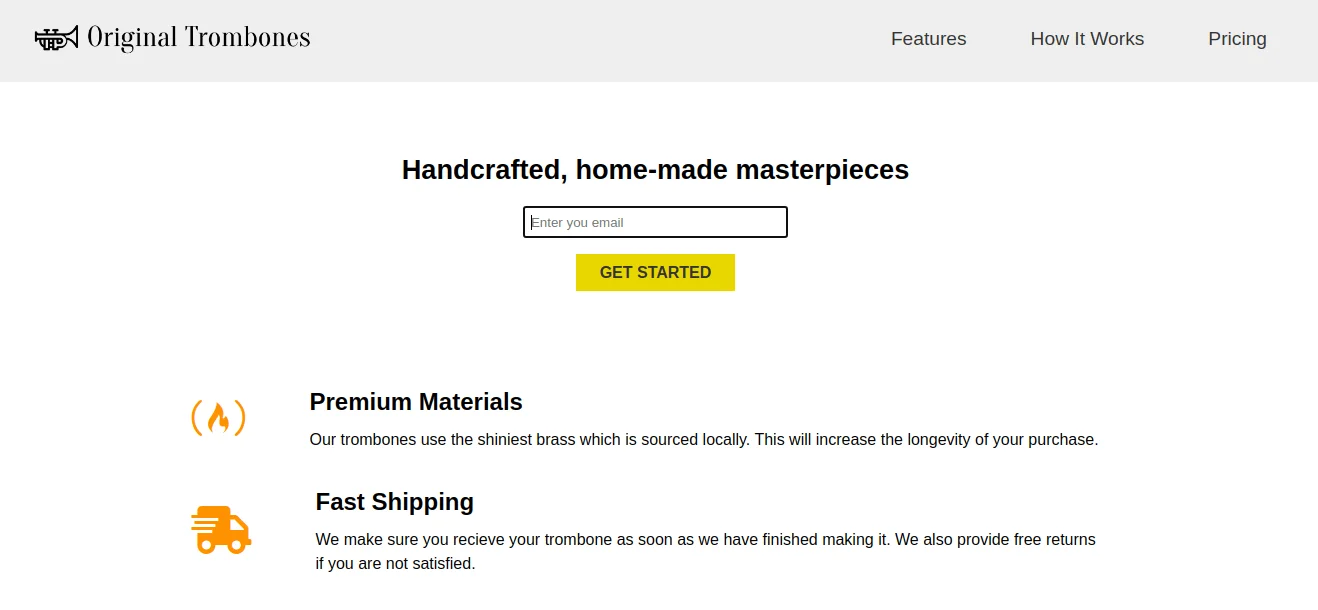 Original Trombones
Features
How It Works
Pricing
Handcrafted, home-made masterpieces
Enter you email
GET STARTED
Premium Materials
Our trombones use the shiniest brass which is sourced locally. This will increase the longevity of your purchase.
Fast Shipping
We make sure you recieve your trombone as soon as we have finished making it. We also provide free returns
if you are not satisfied.